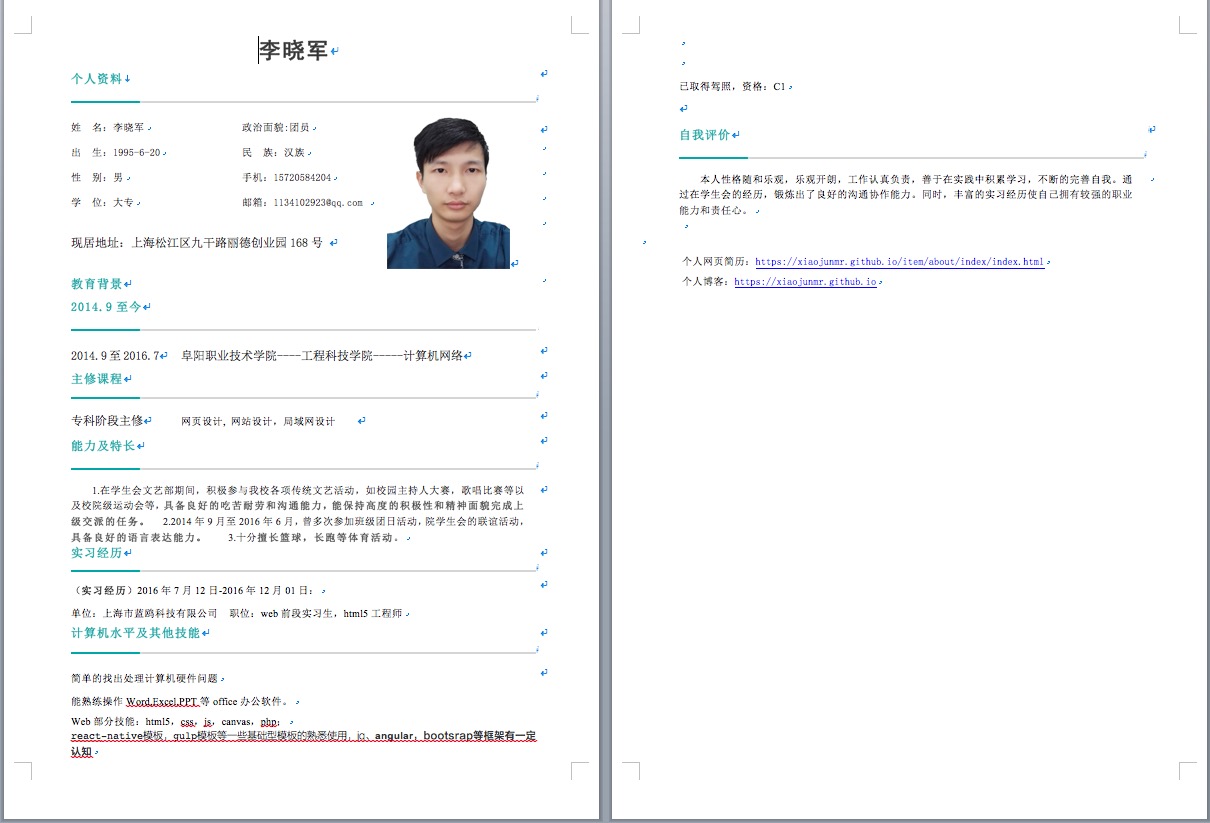 李晓军
个人资料
姓 名：李晓军 政治面貌:团员
出 生：1995-6-20 民 族：汉族
性 别：男 手机：15720584204
学 位：大专 邮箱：1134102923@qq.com
现居地址：上海松江区九干路丽德创业园 168 号
教育背景
2014.9 至今
2014.9 至 2016.7 阜阳职业技术学院----工程科技学院-----计算机网络
主修课程
专科阶段主修 网页设计, 网站设计，局域网设计
能力及特长
1.在学生会文艺部期间，积极参与我校各项传统文艺活动，如校园主持人大赛，歌唱比赛等以
及校院级运动会等，具备良好的吃苦耐劳和沟通能力，能保持高度的积极性和精神面貌完成上
级交派的任务。 2.2014 年 9 月至 2016 年 6 月，曾多次参加班级团日活动，院学生会的联谊活动，
具备良好的语言表达能力。 3.十分擅长篮球，长跑等体育活动。
实习经历
（实习经历）2016 年 7 月 12 日-2016 年 12 月 01 日：
单位：上海市蓝鸥科技有限公司 职位：web 前段实习生，html5 工程师
计算机水平及其他技能
简单的找出处理计算机硬件问题
能熟练操作 Word,Excel,PPT 等 office 办公软件。
Web 部分技能：html5，css，js，canvas，php；
react-native模板，gulp模板等一些基础型模板的熟悉使用，jq、angular，bootsrap等框架有一定
认知
已取得驾照，资格：C1
自我评价
本人性格随和乐观，乐观开朗，工作认真负责，善于在实践中积累学习，不断的完善自我。通
过在学生会的经历，锻炼出了良好的沟通协作能力。同时，丰富的实习经历使自己拥有较强的职业
能力和责任心。
个人网页简历：https://xiaojunmr.github.io/item/about/index/index.html
个人博客：https://xiaojunmr.github.io